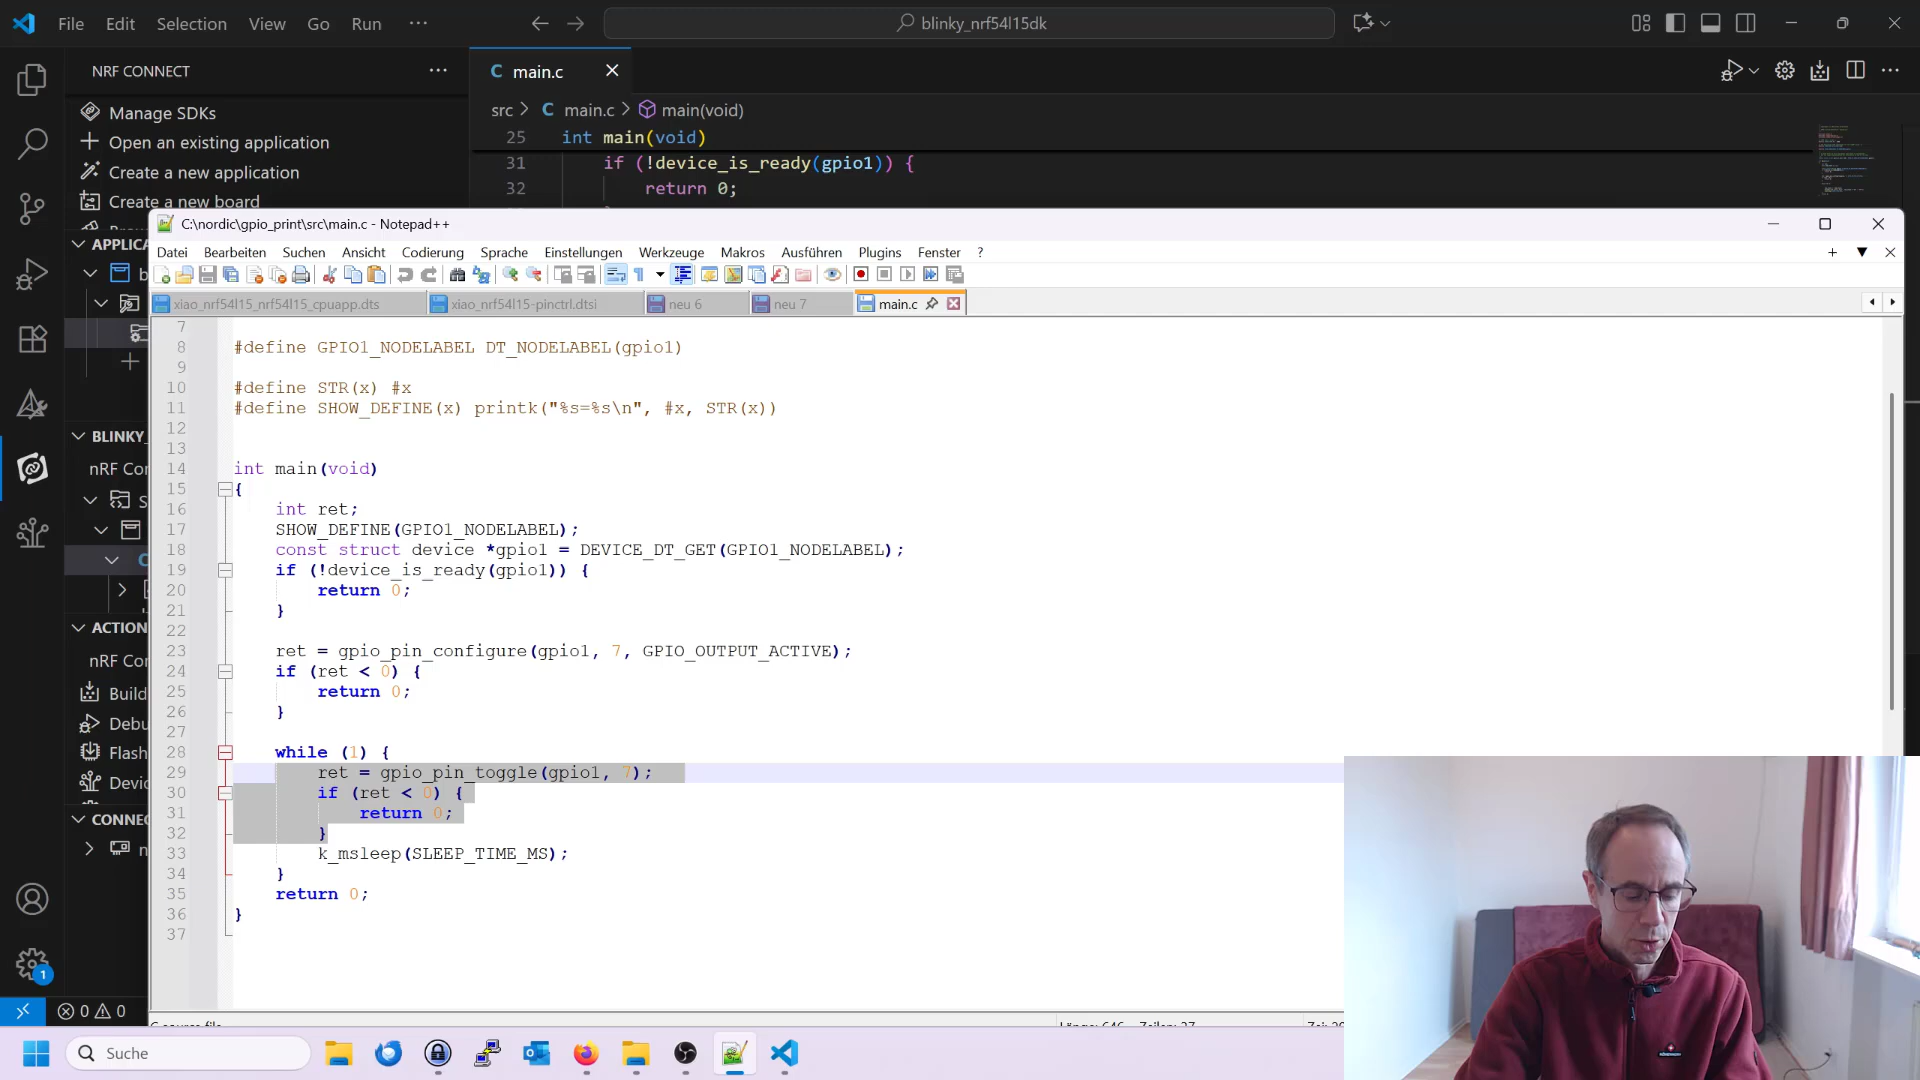 File Edit Selection View Go Run ··· blinky_nrf54l15dk
NRF CONNECT ···
C main.c
Manage SDKs
Open an existing application
Create a new application
Create a new board
src > C main.c > main(void)
25 int main(void)
31 if (!device_is_ready(gpio1)) {
32 return 0;
C:\nordic\gpio_print\src\main.c - Notepad++
Datei Bearbeiten Suchen Ansicht Codierung Sprache Einstellungen Werkzeuge Makros Ausführen Plugins Fenster ?
xiao_nrf54l15_nrf54l15_cpuapp.dts xiao_nrf54l15-pinctrl.dtsi neu 6 neu 7 main.c
7
8 #define GPIO1_NODELABEL DT_NODELABEL(gpio1)
9
10 #define STR(x) #x
11 #define SHOW_DEFINE(x) printk("%s=%s\n", #x, STR(x))
12
13
14 int main(void)
15 {
16 int ret;
17 SHOW_DEFINE(GPIO1_NODELABEL);
18 const struct device *gpio1 = DEVICE_DT_GET(GPIO1_NODELABEL);
19 if (!device_is_ready(gpio1)) {
20 return 0;
21 }
22
23 ret = gpio_pin_configure(gpio1, 7, GPIO_OUTPUT_ACTIVE);
24 if (ret < 0) {
25 return 0;
26 }
27
28 while (1) {
29 ret = gpio_pin_toggle(gpio1, 7);
30 if (ret < 0) {
31 return 0;
32 }
33 k_msleep(SLEEP_TIME_MS);
34 }
35 return 0;
36 }
37
APPLICA
b
BLINKY_
nRF Con
S
C
ACTION
nRF Con
Build
Debu
Flash
Devic
CONNEC
n
1
0 0
Suche